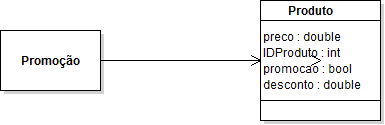 Promoção
Produto
preco : double
IDProduto : int
promocao : bool
desconto : double